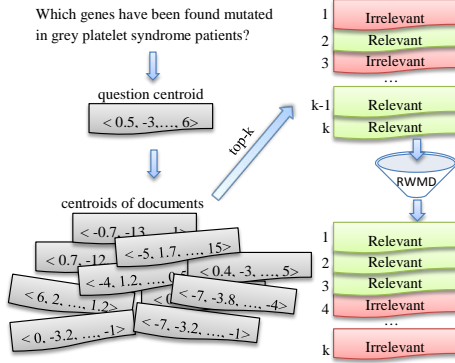 Which genes have been found mutated
in grey platelet syndrome patients?
question centroid
< 0.5, -3,…, 6>
top-k
centroids of documents
< -0.7, -13, … 1>
< -5, 1.7, …, 15>
< 0.7, -12
< -4, 1.2, …, 0.5
< 0.4, -3, …, 5>
< 6, 2, …, 1.2>
< -7, -3.8, …, -4>
< 0, -3.2, …, -1>
< -7, -3.2, …, -1>
1 Irrelevant
2 Relevant
3 Irrelevant
…
k-1 Relevant
k Relevant
RWMD
1 Relevant
2 Relevant
3 Relevant
4 Irrelevant
…
k Irrelevant